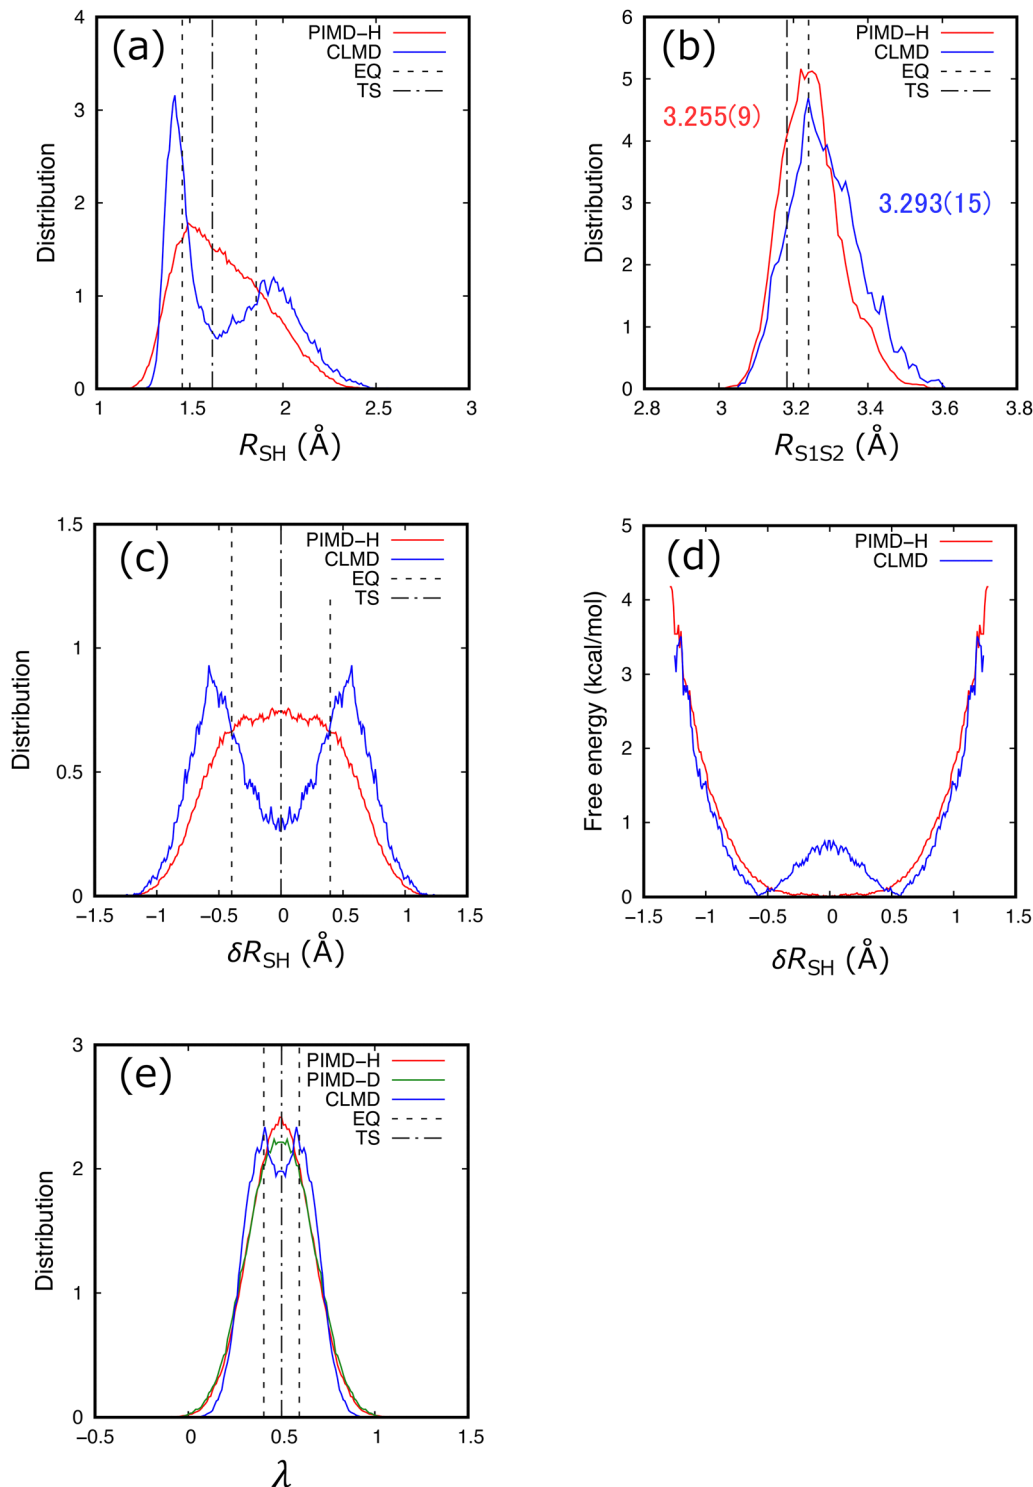 (a)
PIMD-H
CLMD
EQ
TS
Distribution
4
3
2
1
0
1 1.5 2 2.5 3
R_SH (Å)
(b)
PIMD-H
CLMD
EQ
TS
3.255(9)
3.293(15)
Distribution
6
5
4
3
2
1
0
2.8 3 3.2 3.4 3.6 3.8
R_S1S2 (Å)
(c)
PIMD-H
CLMD
EQ
TS
Distribution
1.5
1
0.5
0
−1.5 −1 −0.5 0 0.5 1 1.5
δR_SH (Å)
(d)
PIMD-H
CLMD
Free energy (kcal/mol)
5
4
3
2
1
0
−1.5 −1 −0.5 0 0.5 1 1.5
δR_SH (Å)
(e)
PIMD-H
PIMD-D
CLMD
EQ
TS
Distribution
3
2
1
0
−0.5 0 0.5 1 1.5
λ